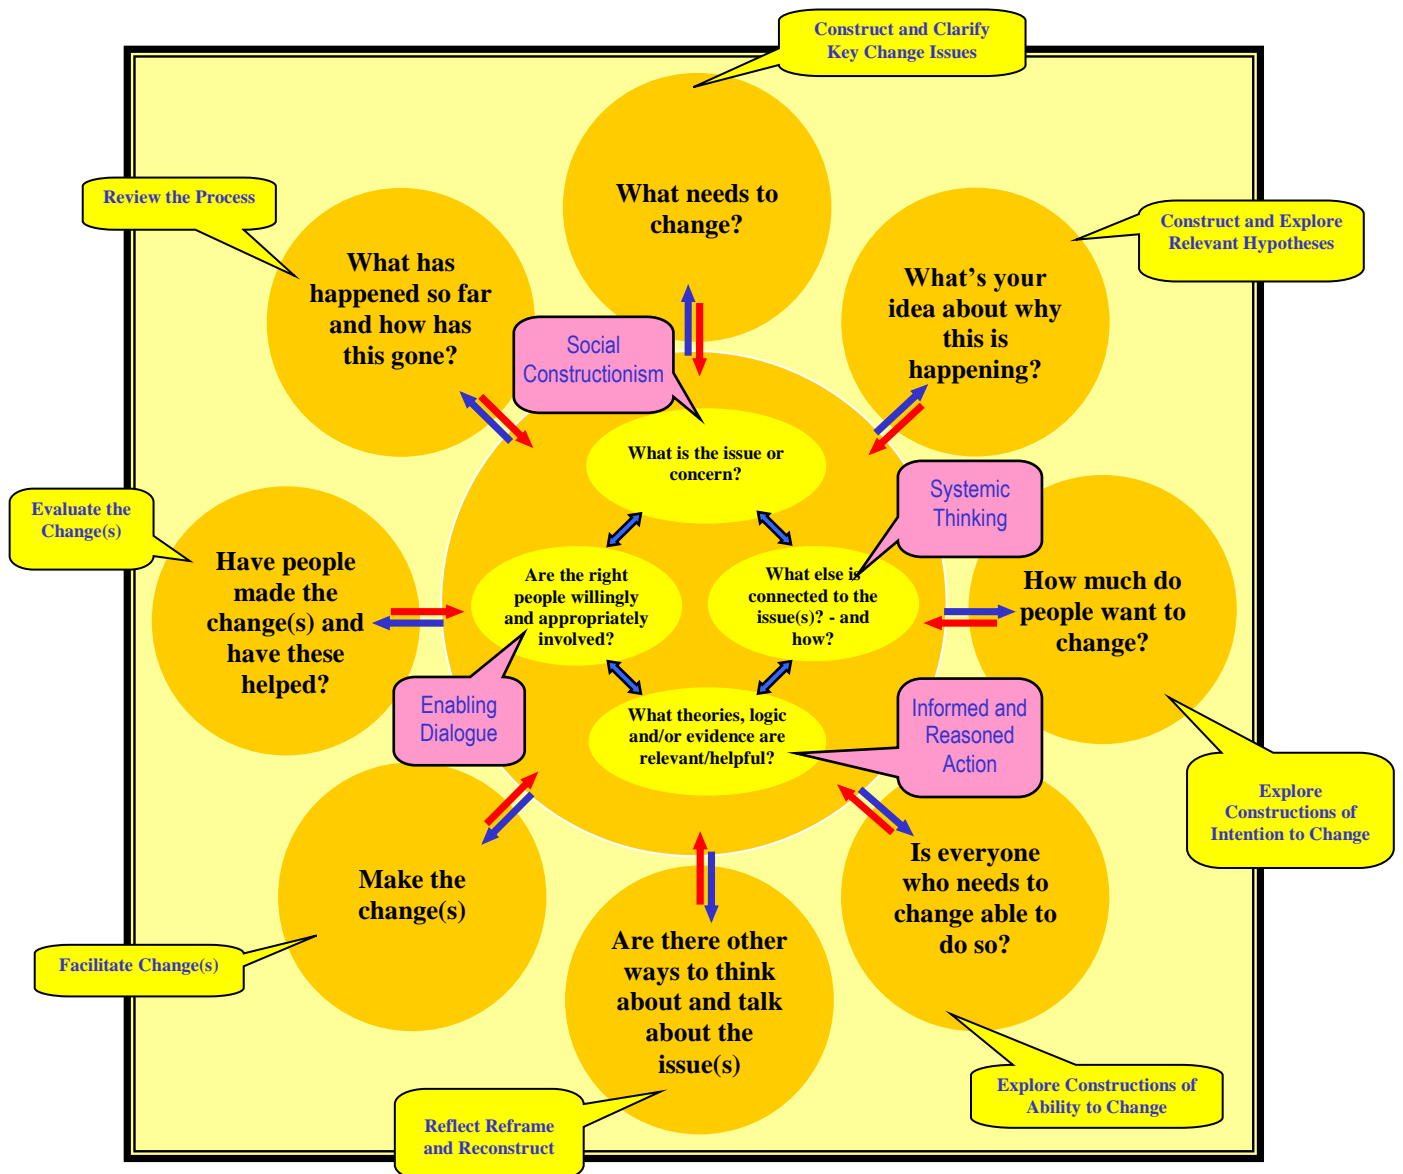 Construct and Clarify
Key Change Issues
What needs to
change?
Review the Process
What has
happened so far
and how has
this gone?
Construct and Explore
Relevant Hypotheses
What’s your
idea about why
this is
happening?
Social
Constructionism
What is the issue or
concern?
Systemic
Thinking
Evaluate the
Change(s)
Have people
made the
change(s) and
have these
helped?
Are the right
people willingly
and appropriately
involved?
What else is
connected to the
issue(s)? - and
how?
How much do
people want to
change?
Enabling
Dialogue
What theories, logic
and/or evidence are
relevant/helpful?
Informed and
Reasoned
Action
Explore
Constructions of
Intention to Change
Make the
change(s)
Is everyone
who needs to
change able to
do so?
Facilitate Change(s)
Are there other
ways to think
about and talk
about the
issue(s)
Explore Constructions of
Ability to Change
Reflect Reframe
and Reconstruct